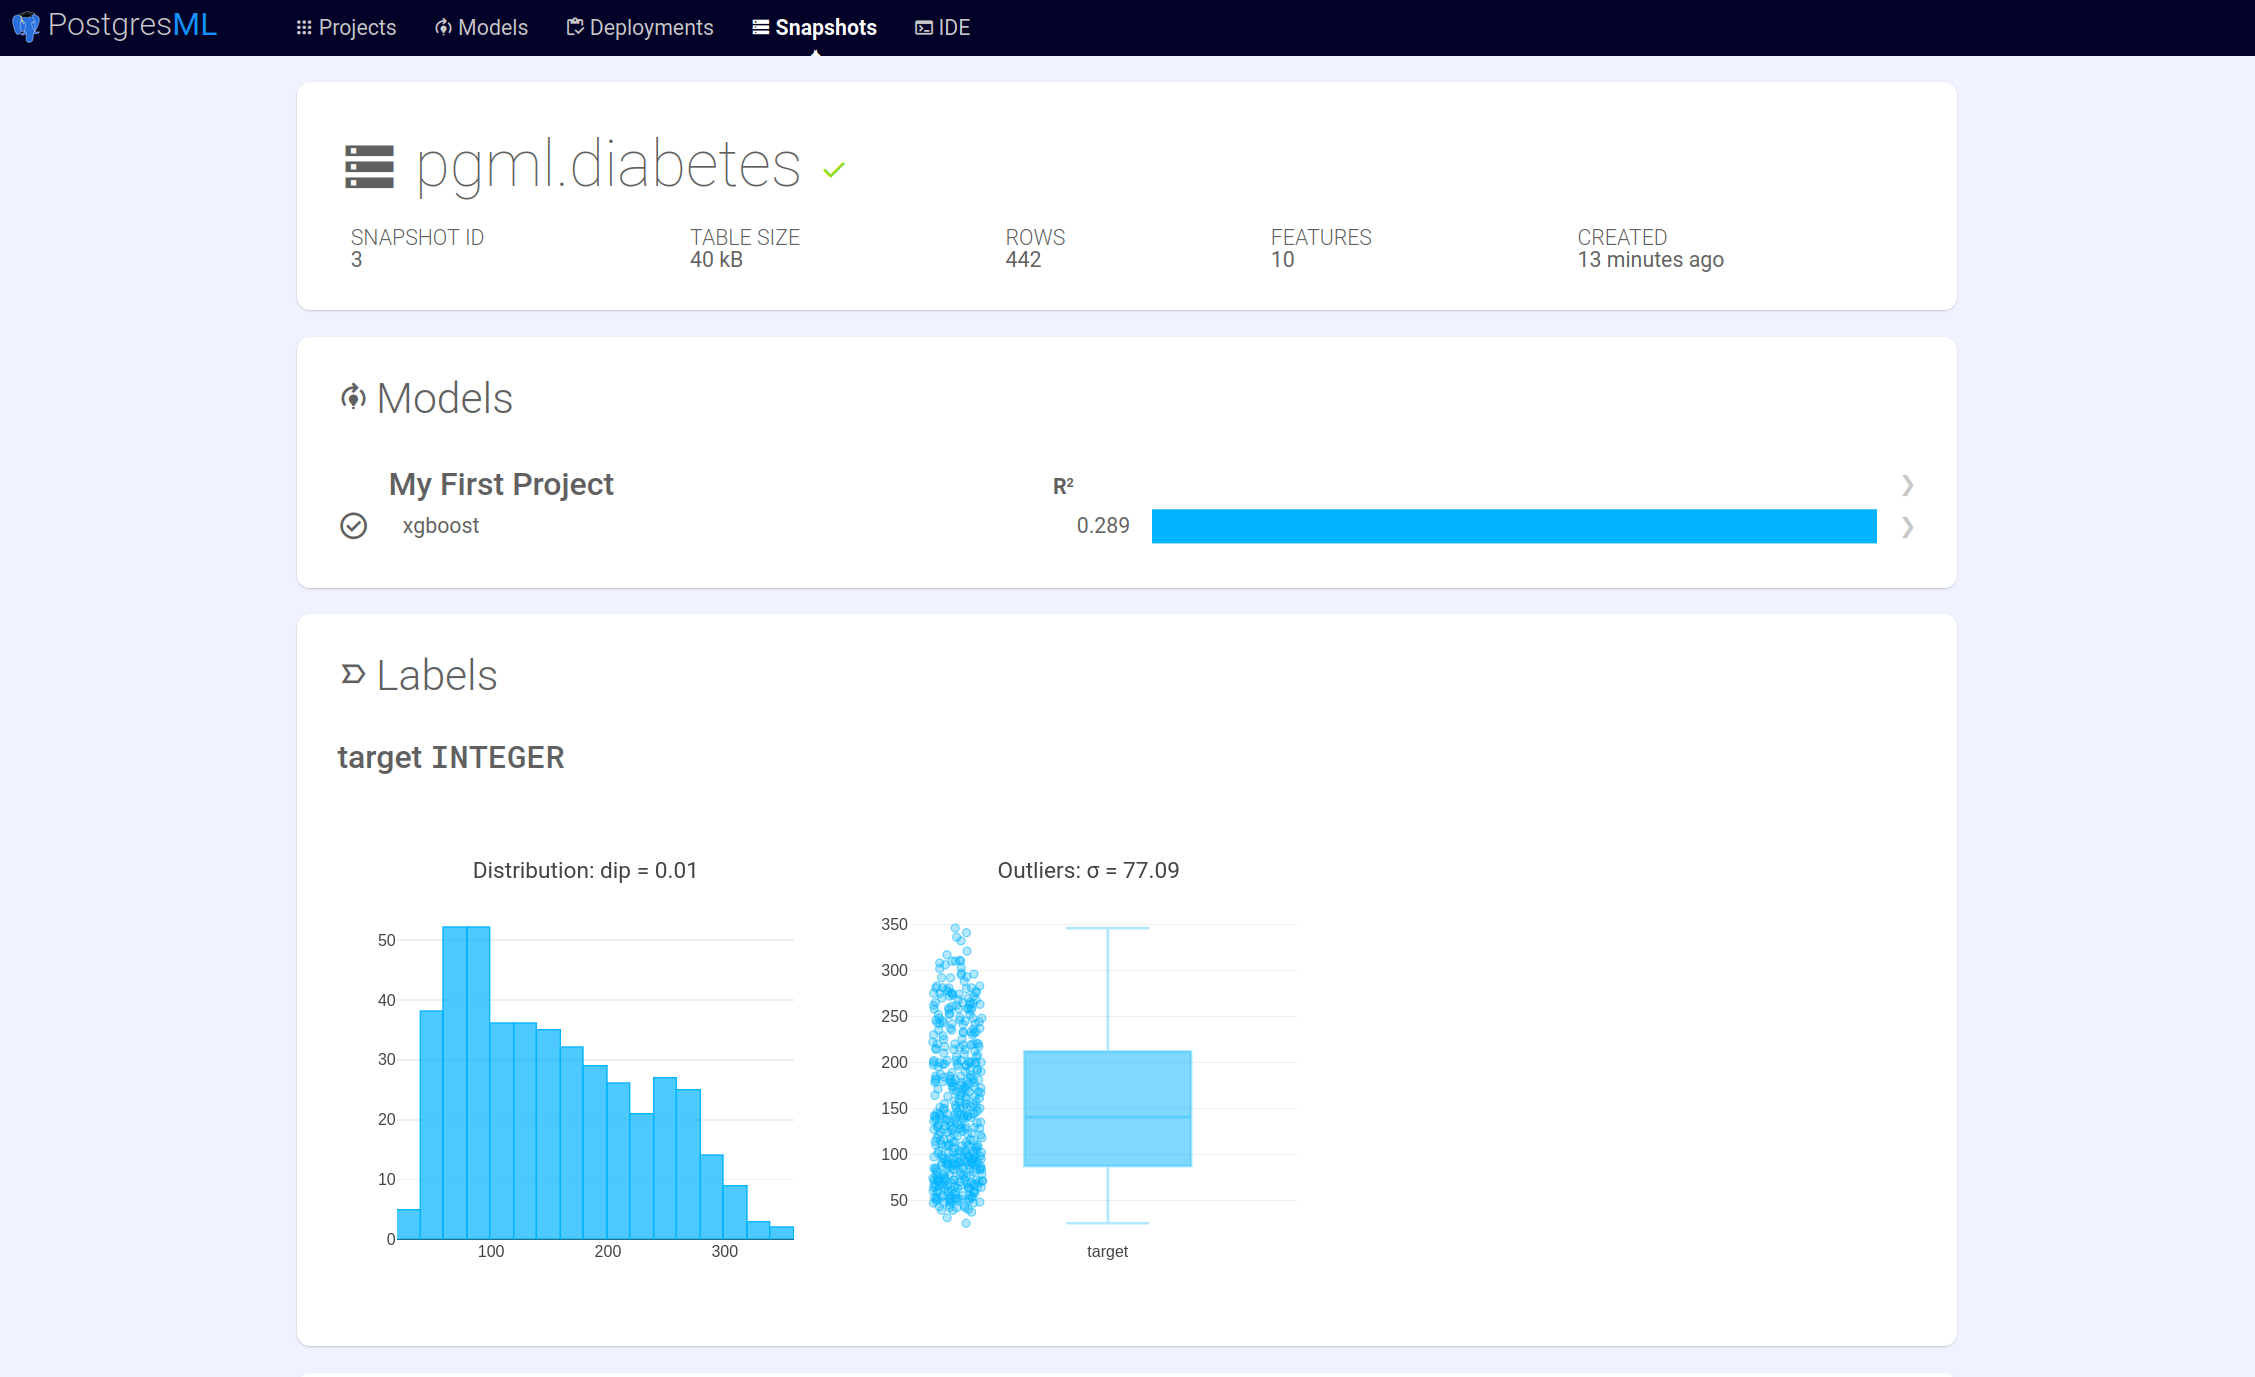 PostgresML
Projects Models Deployments Snapshots IDE
pgml.diabetes
SNAPSHOT ID TABLE SIZE ROWS FEATURES CREATED
3 40 kB 442 10 13 minutes ago
Models
My First Project R²
xgboost 0.289
Labels
target INTEGER
Distribution: dip = 0.01
50
40
30
20
10
0
100 200 300
Outliers: σ = 77.09
350
300
250
200
150
100
50
target